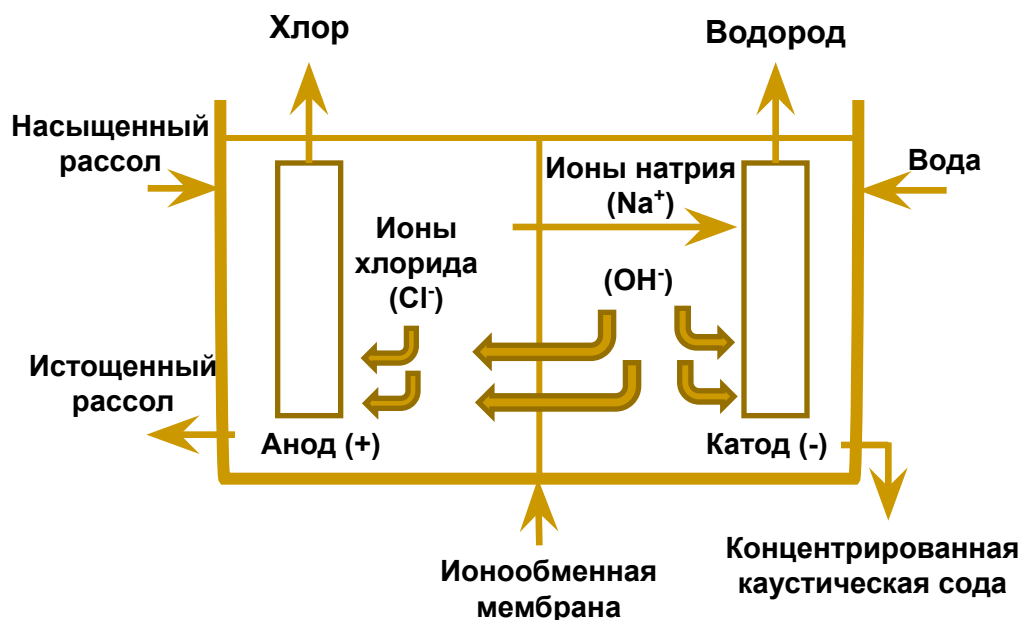 Хлор
Водород
Насыщенный
рассол
Ионы натрия
(Na⁺)
Вода
Ионы
хлорида
(Cl⁻)
(OH⁻)
Истощенный
рассол
Анод (+)
Катод (-)
Ионообменная
мембрана
Концентрированная
каустическая сода